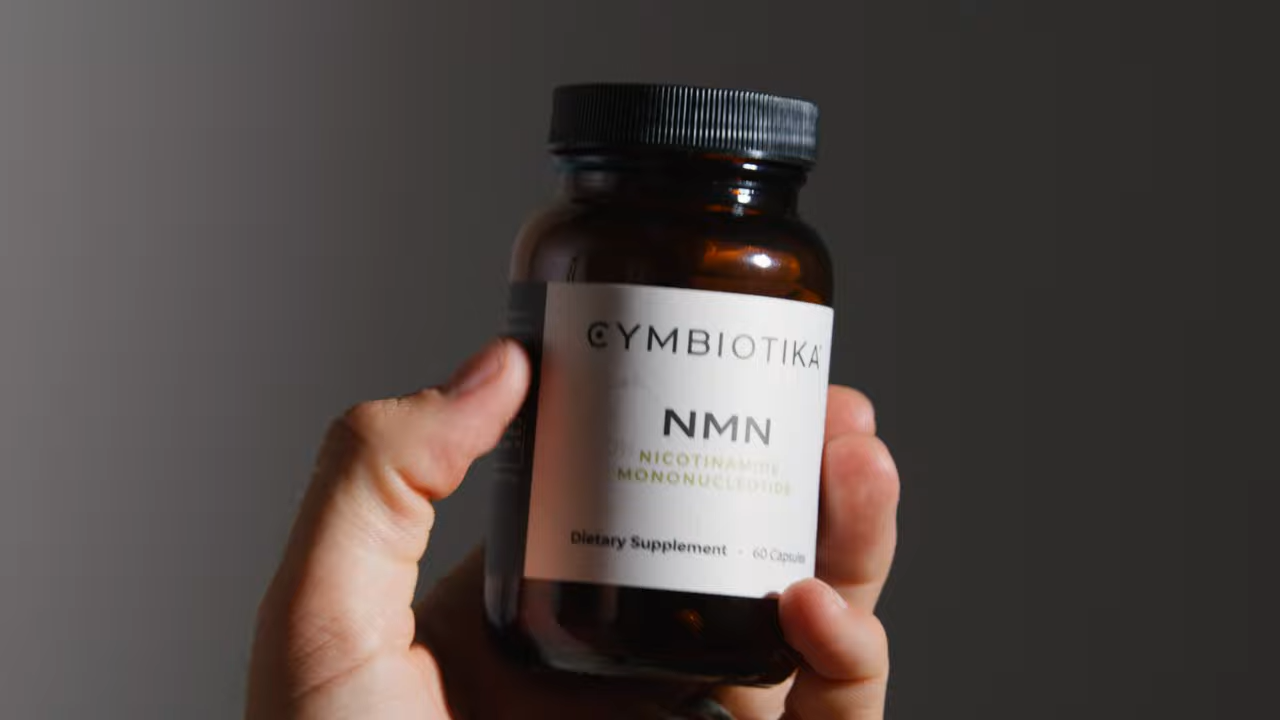 CYMBIOTIKA
NMN
NICOTINAMIDE
MONONUCLEOTIDE
Dietary Supplement - 60 Capsules